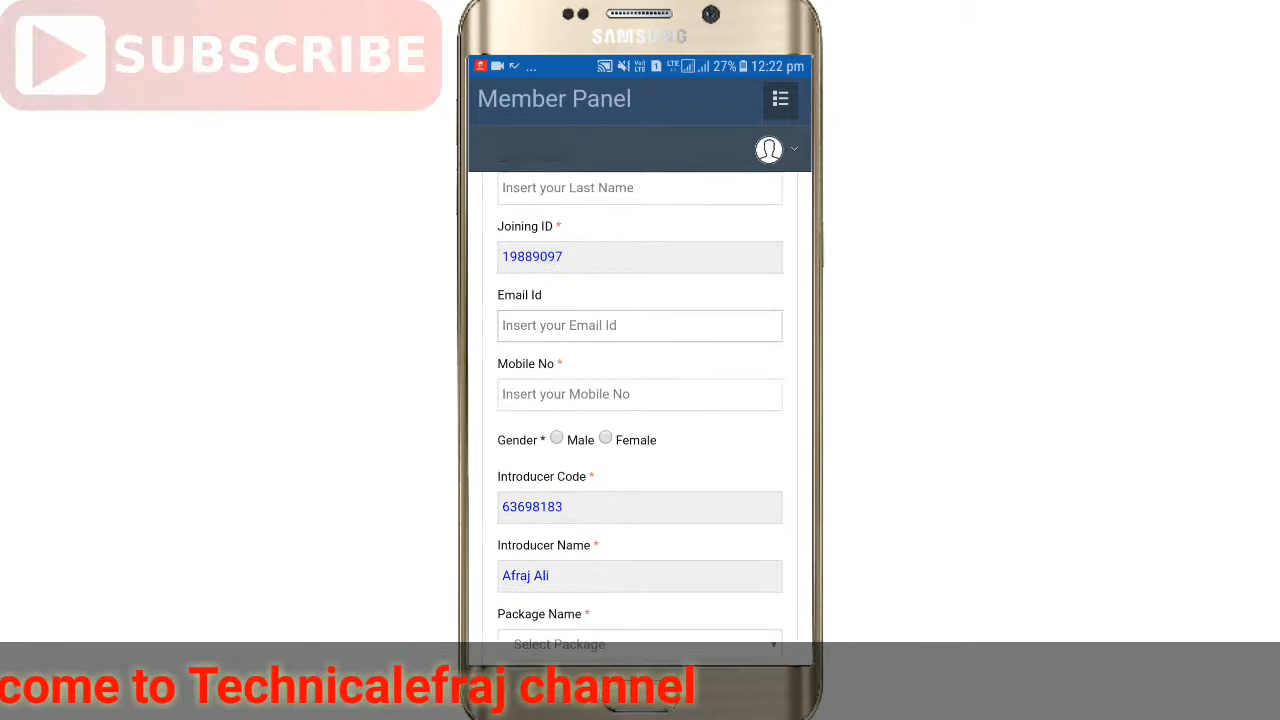 SUBSCRIBE
SAMSUNG
... 27% 12:22 pm
Member Panel
Insert your Last Name
Joining ID *
19889097
Email Id
Insert your Email Id
Mobile No *
Insert your Mobile No
Gender * Male Female
Introducer Code *
63698183
Introducer Name *
Afraj Ali
Package Name *
Select Package
come to Technicalefraj channel